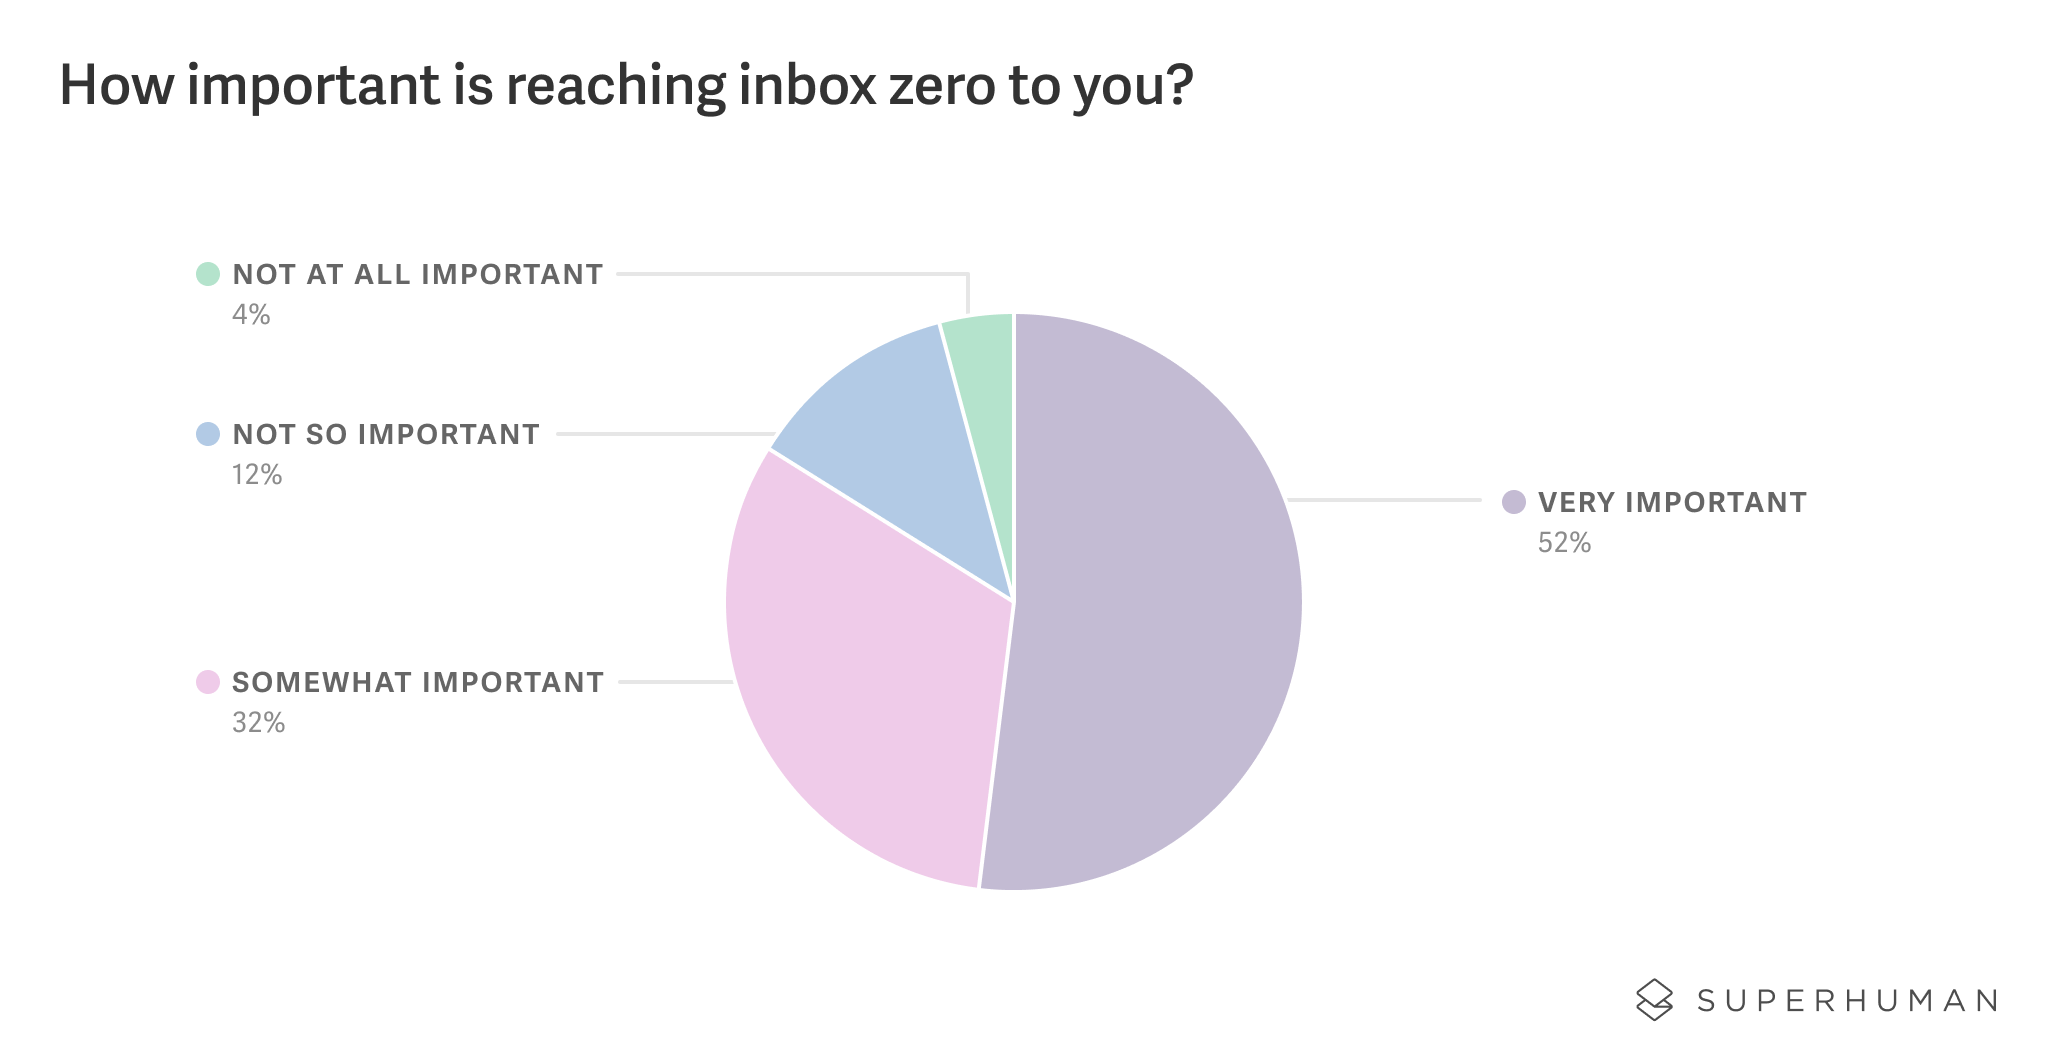 How important is reaching inbox zero to you?
NOT AT ALL IMPORTANT
4%
NOT SO IMPORTANT
12%
VERY IMPORTANT
52%
SOMEWHAT IMPORTANT
32%
SUPERHUMAN